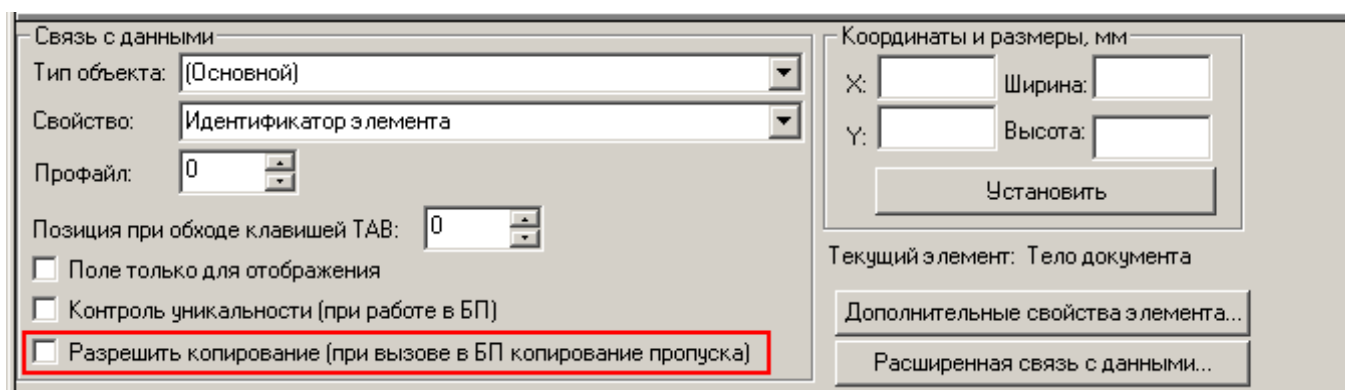 Связь с данными
Тип объекта: (Основной)
Свойство: Идентификатор элемента
Профайл: 0
Позиция при обходе клавишей TAB: 0
Поле только для отображения
Контроль уникальности (при работе в БП)
Разрешить копирование (при вызове в БП копирование пропуска)
Координаты и размеры, мм
X: Ширина:
Y: Высота:
Установить
Текущий элемент: Тело документа
Дополнительные свойства элемента...
Расширенная связь с данными...